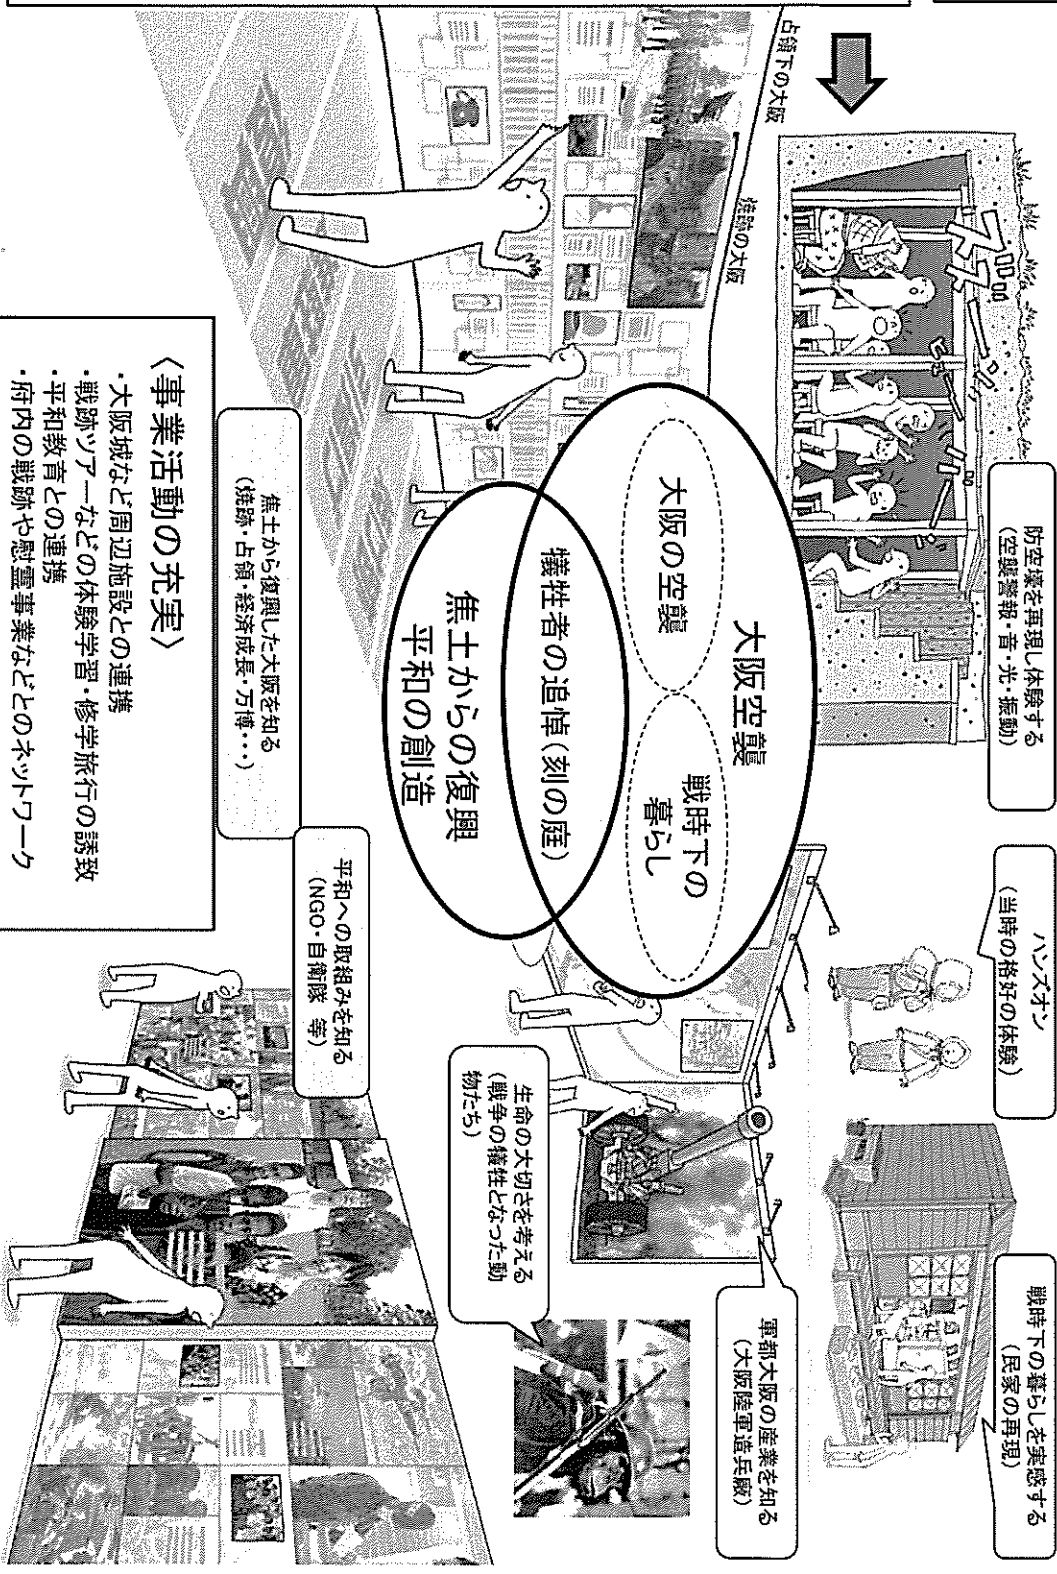 防空壕を再現し体験する
(空襲警報・音・光・振動)
ハンズオン
(当時の格好の体験)
戦時下の暮らしを実感する
(民家の再現)
占領下の大阪
焼跡の大阪
大阪空襲
大阪の空襲
戦時下の
暮らし
犠牲者の追悼(刻の庭)
焦土からの復興
平和の創造
軍都大阪の産業を知る
(大阪陸軍造兵廠)
生命の大切さを考える
(戦争の犠牲となった動
物たち)
焦土から復興した大阪を知る
(焼跡・占領・経済成長・万博・・・)
平和への取組みを知る
(NGO・自衛隊 等)
〈事業活動の充実〉
・大阪城など周辺施設との連携
・戦跡ツアーなどの体験学習・修学旅行の誘致
・平和教育との連携
・府内の戦跡や慰霊事業などとのネットワーク